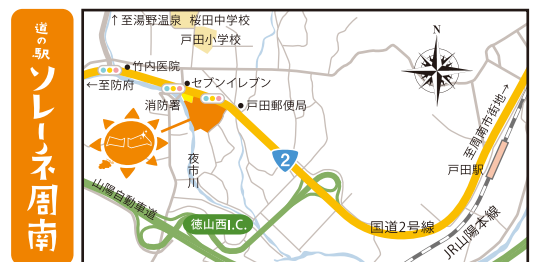 道の駅
ソレーネ周南
↑至湯野温泉 桜田中学校
戸田小学校
N
竹内医院
←至防府
セブンイレブン
消防署
戸田郵便局
至周南市街地→
夜市川
2
戸田駅
山陽自動車道
徳山西I.C.
国道2号線
JR山陽本線